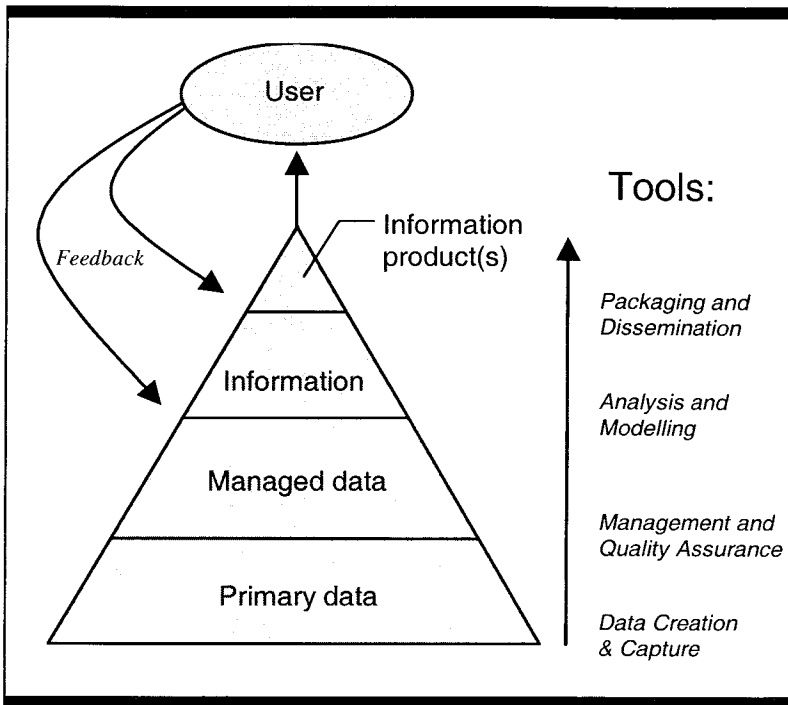 User
Tools:
Information
product(s)
Feedback
Packaging and
Dissemination
Information
Analysis and
Modelling
Managed data
Management and
Quality Assurance
Primary data
Data Creation
& Capture